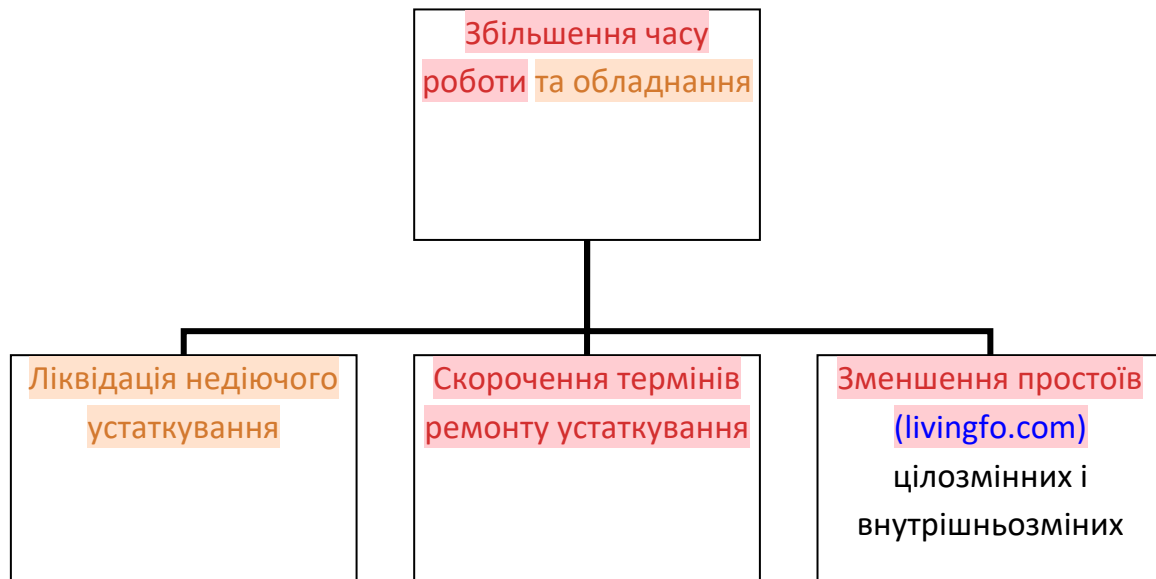 Збільшення часу
роботи та обладнання
Ліквідація недіючого
устаткування
Скорочення термінів
ремонту устаткування
Зменшення простоїв
(livingfo.com)
цілозмінних і
внутрішньозміних